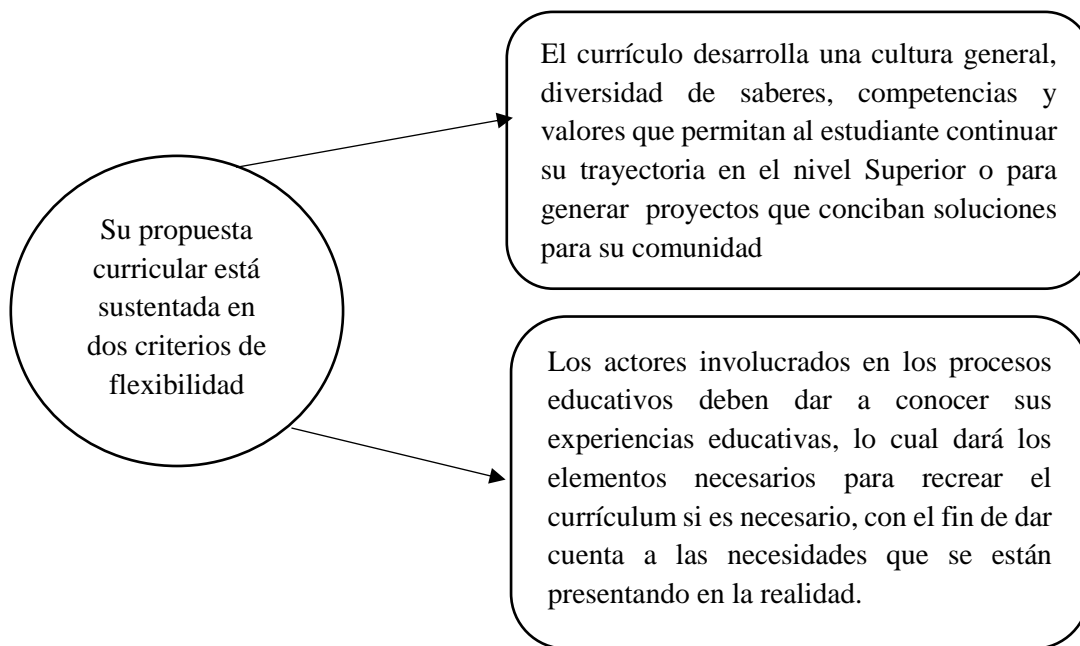 Su propuesta
curricular está
sustentada en
dos criterios de
flexibilidad
El currículo desarrolla una cultura general,
diversidad de saberes, competencias y
valores que permitan al estudiante continuar
su trayectoria en el nivel Superior o para
generar proyectos que conciban soluciones
para su comunidad
Los actores involucrados en los procesos
educativos deben dar a conocer sus
experiencias educativas, lo cual dará los
elementos necesarios para recrear el
currículum si es necesario, con el fin de dar
cuenta a las necesidades que se están
presentando en la realidad.